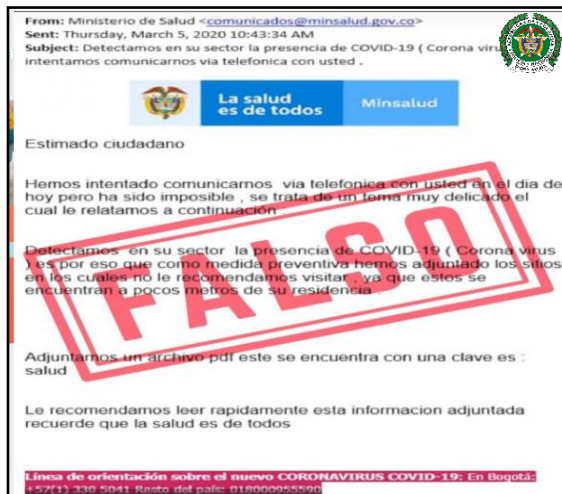 From: Ministerio de Salud <comunicados@minsalud.gov.co>
Sent: Thursday, March 5, 2020 10:43:34 AM
Subject: Detectamos en su sector la presencia de COVID-19 ( Corona
intentamos comunicarnos via telefonica con usted .
La salud
es de todos
Minsalud
Estimado ciudadano
Hemos intentado comunicarnos via telefonica con usted en el dia de
hoy pero ha sido imposible , se trata de un tema muy delicado el
cual le relatamos a continuación
Detectamos en su sector la presencia de COVID-19 ( Corona virus
) es por eso que como medida preventiva hemos adjuntado los sitios
en los cuales no le recomendamos visitar , ya que estos se
encuentran a pocos metros de su residencia .
FALSO
Adjuntamos un archivo pdf este se encuentra con una clave es :
salud
Le recomendamos leer rapidamente esta informacion adjuntada
recuerde que la salud es de todos
Línea de orientación sobre el nuevo CORONAVIRUS COVID-19: En Bogotá:
+57(1) 330 5041 Resto del país: 018000955590